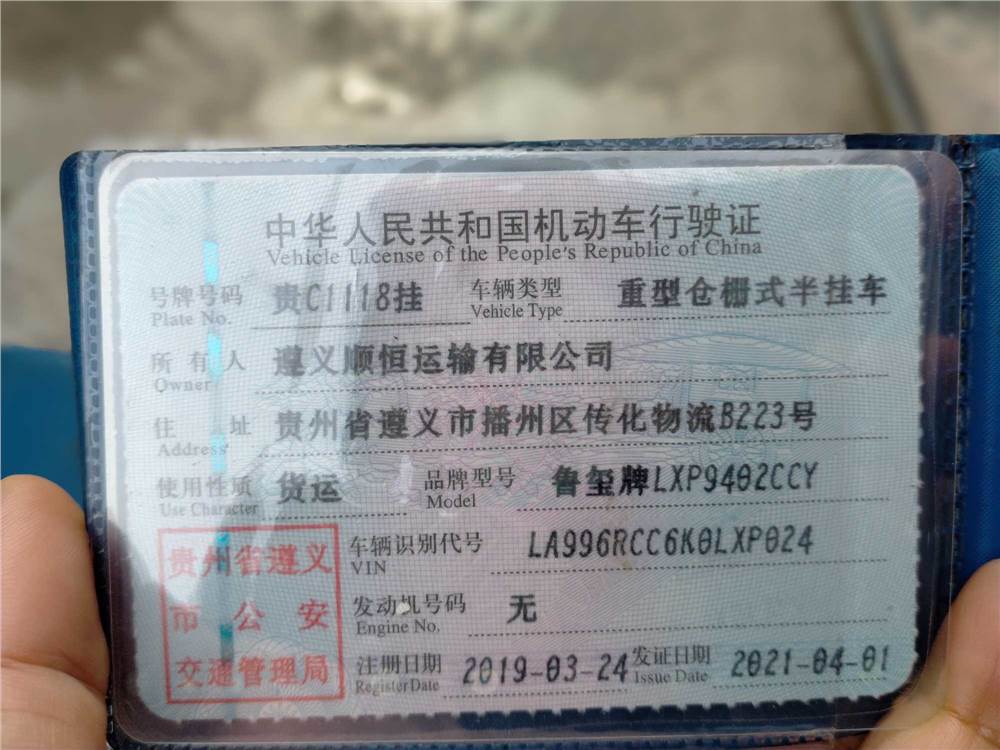 中华人民共和国机动车行驶证
Vehicle License of the People's Republic of China
号牌号码 贵C1118挂 车辆类型 重型仓栅式半挂车
Plate No. Vehicle Type
所有人 遵义顺恒运输有限公司
Owner
住址 贵州省遵义市播州区传化物流B223号
Address
使用性质 货运 品牌型号 鲁玺牌LXP9402CCY
Use Character Model
贵州省遵义
市公安
交通管理局
车辆识别代号 LA996RCC6K0LXP024
VIN
发动机号码 无
Engine No.
注册日期 2019-03-24 发证日期 2021-04-01
Register Date Issue Date